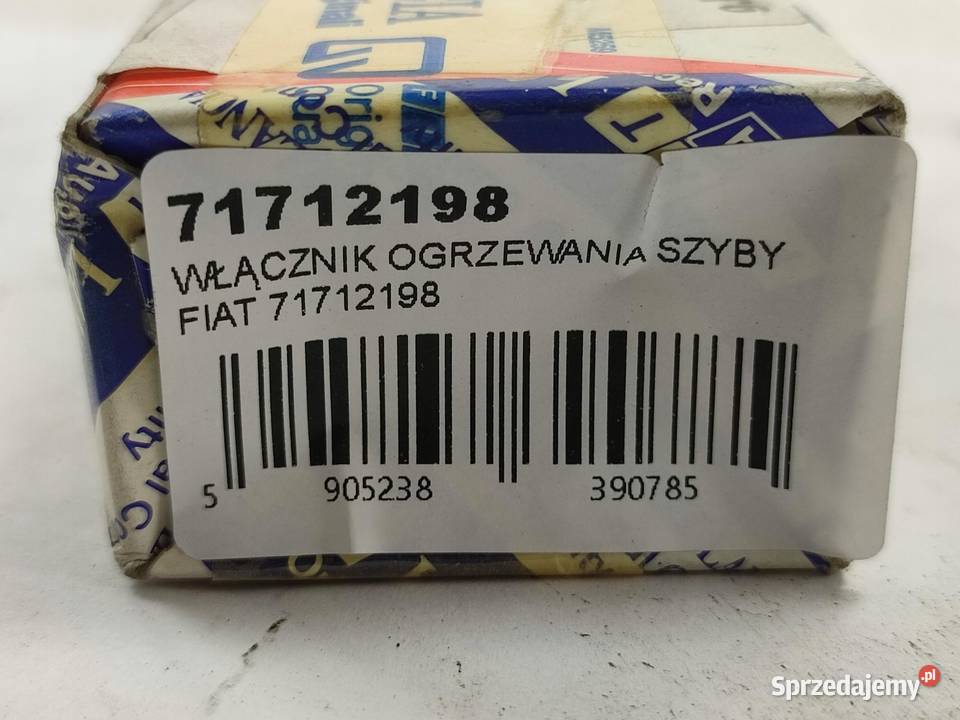 71712198
WŁĄCZNIK OGRZEWANIA SZYBY
FIAT 71712198
5 905238 390785
Sprzedajemy.pl